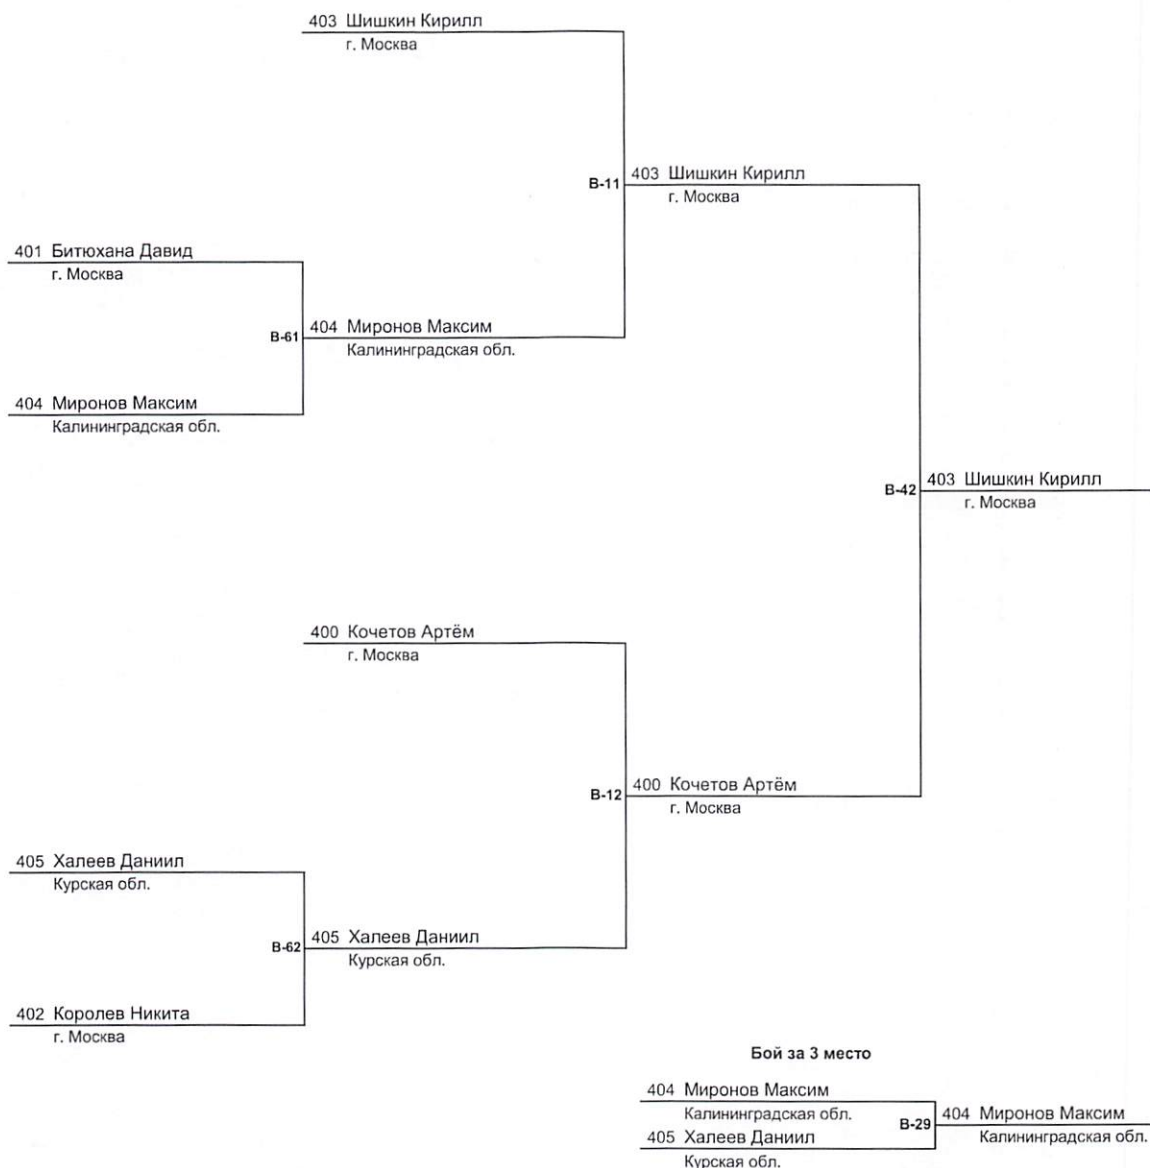 403 Шишкин Кирилл
г. Москва
B-11
403 Шишкин Кирилл
г. Москва
401 Битюхана Давид
г. Москва
B-61
404 Миронов Максим
Калининградская обл.
404 Миронов Максим
Калининградская обл.
B-42
403 Шишкин Кирилл
г. Москва
400 Кочетов Артём
г. Москва
B-12
400 Кочетов Артём
г. Москва
405 Халеев Даниил
Курская обл.
B-62
405 Халеев Даниил
Курская обл.
402 Королев Никита
г. Москва
Бой за 3 место
404 Миронов Максим
Калининградская обл.
B-29
404 Миронов Максим
Калининградская обл.
405 Халеев Даниил
Курская обл.